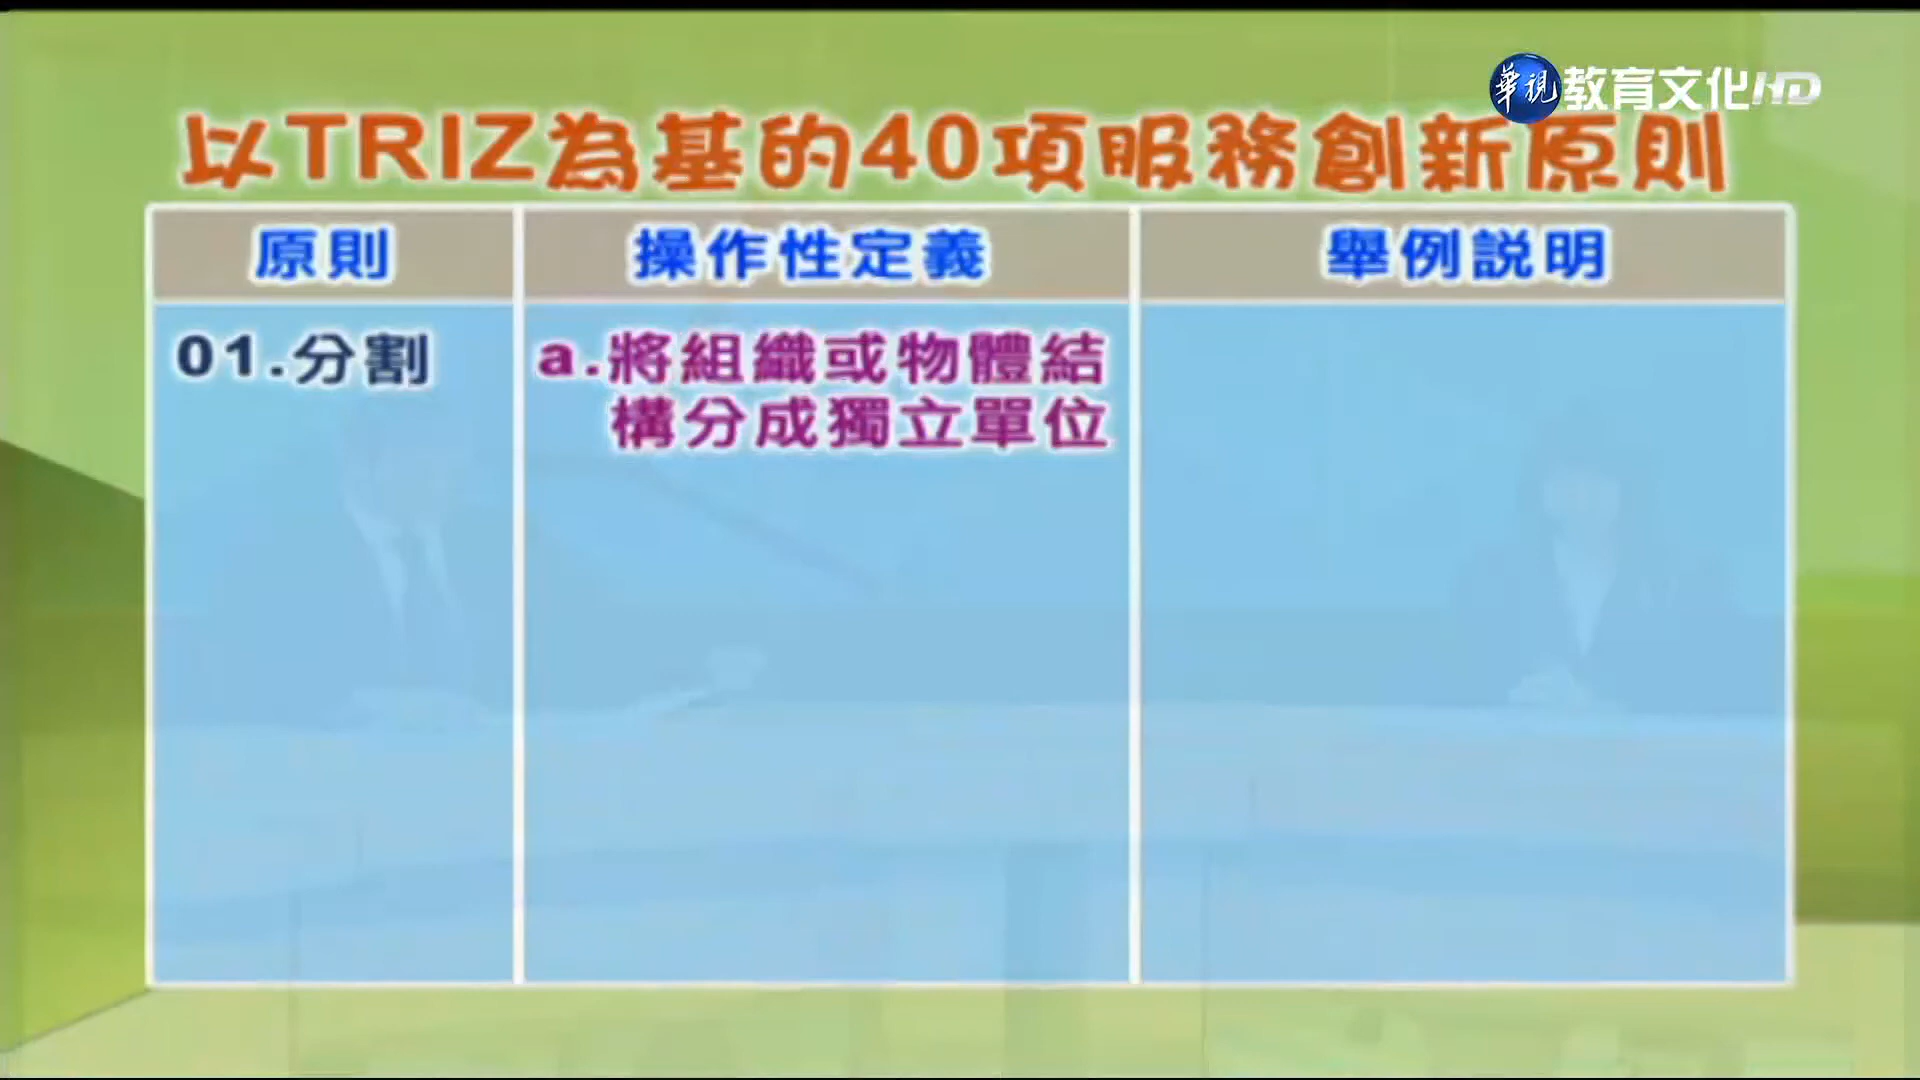 華視 教育文化HD
以TRIZ為基的40項服務創新原則
原則
操作性定義
舉例説明
01.分割
a.將組織或物體結
構分成獨立單位